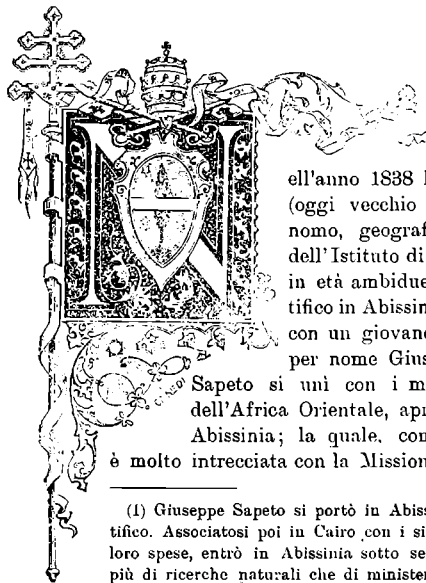 Nell'anno 1838
(oggi vecchio
nomo, geograf
dell'Istituto di
in età ambidue
tifico in Abissin
con un giovane
per nome Gius
Sapeto si unì con i m
dell'Africa Orientale, apr
Abissinia; la quale, con
è molto intrecciata con la Mission
(1) Giuseppe Sapeto si portò in Abiss
tifico. Associatosi poi in Cairo con i si
loro spese, entrò in Abissinia sotto se
più di ricerche naturali che di minister